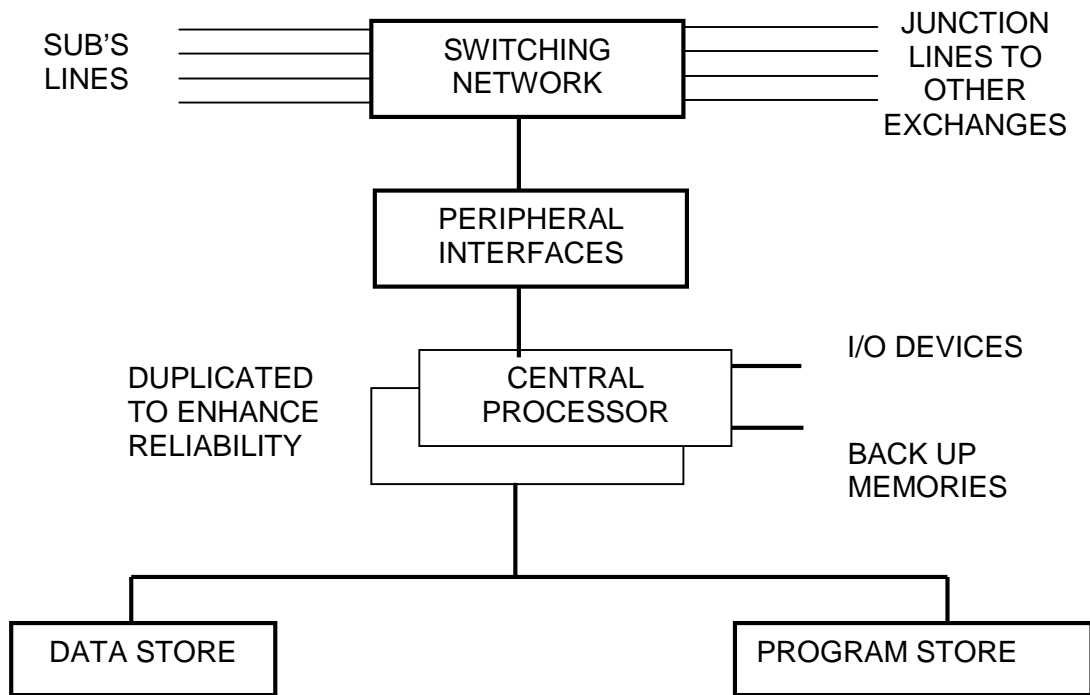 SUB'S
LINES
SWITCHING
NETWORK
JUNCTION
LINES TO
OTHER
EXCHANGES
PERIPHERAL
INTERFACES
DUPLICATED
TO ENHANCE
RELIABILITY
CENTRAL
PROCESSOR
I/O DEVICES
BACK UP
MEMORIES
DATA STORE
PROGRAM STORE